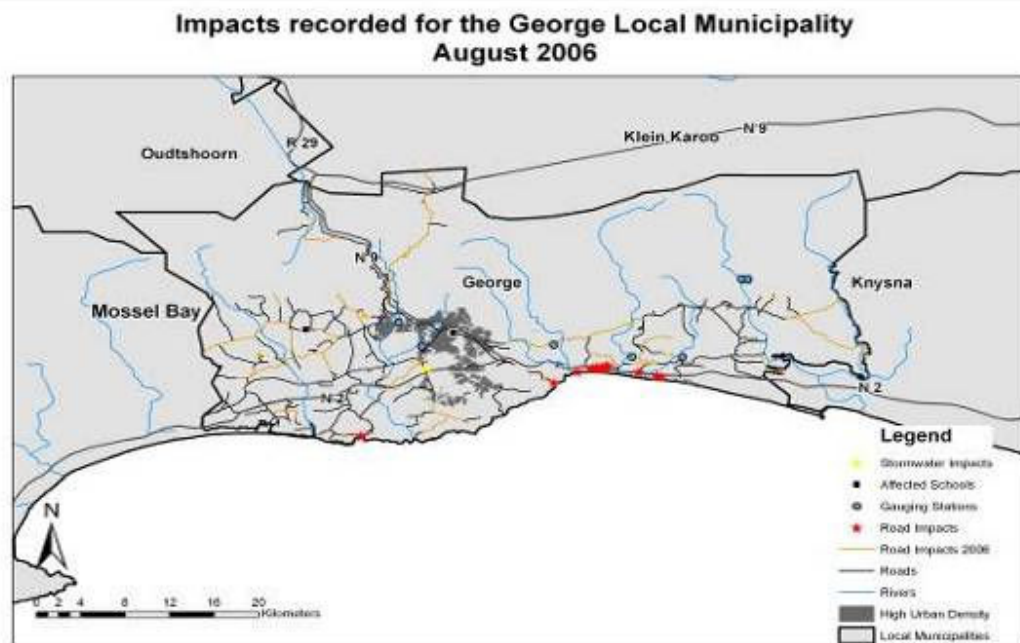 Impacts recorded for the George Local Municipality
August 2006
Oudtshoorn
R 29
Klein Karoo
N 9
N 9
George
Mossel Bay
Knysna
N 2
N 2
Legend
Stormwater Impacts
Affected Schools
Gauging Stations
Road Impacts
Road Impacts 2006
Roads
Rivers
High Urban Density
Local Municipalities
N
0 2 4 8 12 16 20
Kilometers